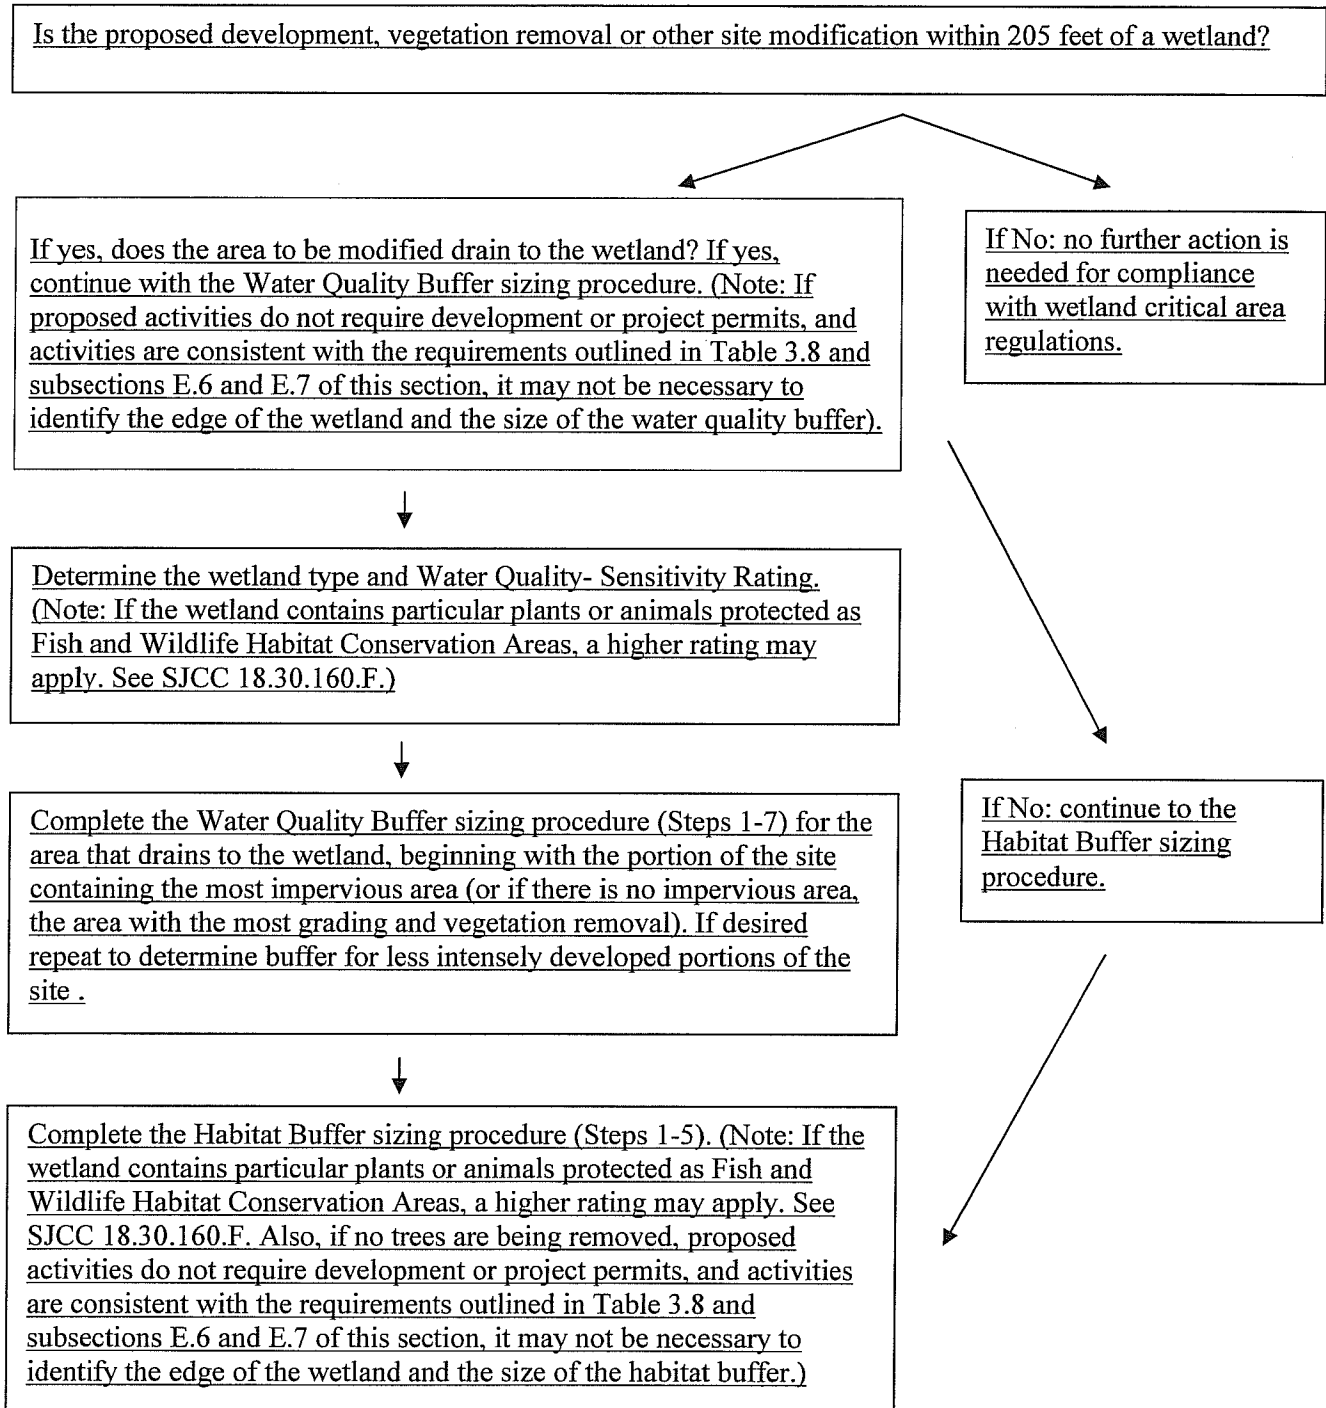 Is the proposed development, vegetation removal or other site modification within 205 feet of a wetland?
If yes, does the area to be modified drain to the wetland? If yes,
continue with the Water Quality Buffer sizing procedure. (Note: If
proposed activities do not require development or project permits, and
activities are consistent with the requirements outlined in Table 3.8 and
subsections E.6 and E.7 of this section, it may not be necessary to
identify the edge of the wetland and the size of the water quality buffer).
If No: no further action is
needed for compliance
with wetland critical area
regulations.
Determine the wetland type and Water Quality- Sensitivity Rating.
(Note: If the wetland contains particular plants or animals protected as
Fish and Wildlife Habitat Conservation Areas, a higher rating may
apply. See SJCC 18.30.160.F.)
Complete the Water Quality Buffer sizing procedure (Steps 1-7) for the
area that drains to the wetland, beginning with the portion of the site
containing the most impervious area (or if there is no impervious area,
the area with the most grading and vegetation removal). If desired
repeat to determine buffer for less intensely developed portions of the
site .
If No: continue to the
Habitat Buffer sizing
procedure.
Complete the Habitat Buffer sizing procedure (Steps 1-5). (Note: If the
wetland contains particular plants or animals protected as Fish and
Wildlife Habitat Conservation Areas, a higher rating may apply. See
SJCC 18.30.160.F. Also, if no trees are being removed, proposed
activities do not require development or project permits, and activities
are consistent with the requirements outlined in Table 3.8 and
subsections E.6 and E.7 of this section, it may not be necessary to
identify the edge of the wetland and the size of the habitat buffer.)